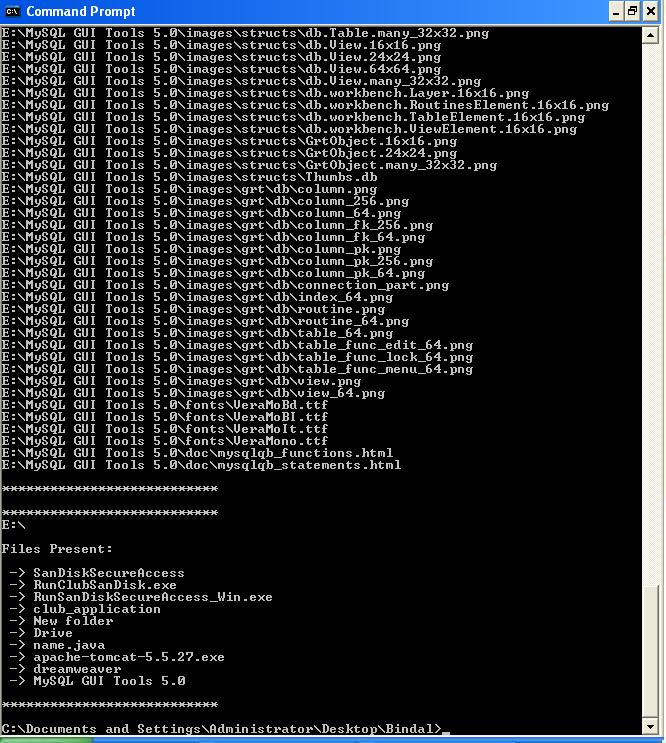 Command Prompt
E:\MySQL GUI Tools 5.0\images\structs\db.Table.many_32x32.png
E:\MySQL GUI Tools 5.0\images\structs\db.View.16x16.png
E:\MySQL GUI Tools 5.0\images\structs\db.View.24x24.png
E:\MySQL GUI Tools 5.0\images\structs\db.View.64x64.png
E:\MySQL GUI Tools 5.0\images\structs\db.View.many_32x32.png
E:\MySQL GUI Tools 5.0\images\structs\db.workbench.Layer.16x16.png
E:\MySQL GUI Tools 5.0\images\structs\db.workbench.RoutinesElement.16x16.png
E:\MySQL GUI Tools 5.0\images\structs\db.workbench.TableElement.16x16.png
E:\MySQL GUI Tools 5.0\images\structs\db.workbench.ViewElement.16x16.png
E:\MySQL GUI Tools 5.0\images\structs\GrtObject.16x16.png
E:\MySQL GUI Tools 5.0\images\structs\GrtObject.24x24.png
E:\MySQL GUI Tools 5.0\images\structs\GrtObject.many_32x32.png
E:\MySQL GUI Tools 5.0\images\structs\Thumbs.db
E:\MySQL GUI Tools 5.0\images\grt\db\column.png
E:\MySQL GUI Tools 5.0\images\grt\db\column_256.png
E:\MySQL GUI Tools 5.0\images\grt\db\column_64.png
E:\MySQL GUI Tools 5.0\images\grt\db\column_fk_256.png
E:\MySQL GUI Tools 5.0\images\grt\db\column_fk_64.png
E:\MySQL GUI Tools 5.0\images\grt\db\column_pk.png
E:\MySQL GUI Tools 5.0\images\grt\db\column_pk_256.png
E:\MySQL GUI Tools 5.0\images\grt\db\column_pk_64.png
E:\MySQL GUI Tools 5.0\images\grt\db\connection_part.png
E:\MySQL GUI Tools 5.0\images\grt\db\index_64.png
E:\MySQL GUI Tools 5.0\images\grt\db\routine.png
E:\MySQL GUI Tools 5.0\images\grt\db\routine_64.png
E:\MySQL GUI Tools 5.0\images\grt\db\table_64.png
E:\MySQL GUI Tools 5.0\images\grt\db\table_func_edit_64.png
E:\MySQL GUI Tools 5.0\images\grt\db\table_func_lock_64.png
E:\MySQL GUI Tools 5.0\images\grt\db\table_func_menu_64.png
E:\MySQL GUI Tools 5.0\images\grt\db\view.png
E:\MySQL GUI Tools 5.0\images\grt\db\view_64.png
E:\MySQL GUI Tools 5.0\fonts\VeraMoBd.ttf
E:\MySQL GUI Tools 5.0\fonts\VeraMoBI.ttf
E:\MySQL GUI Tools 5.0\fonts\VeraMoIt.ttf
E:\MySQL GUI Tools 5.0\fonts\VeraMono.ttf
E:\MySQL GUI Tools 5.0\doc\mysqlqb_functions.html
E:\MySQL GUI Tools 5.0\doc\mysqlqb_statements.html
***************************
***************************
E:\
Files Present:
-> SanDiskSecureAccess
-> RunClubSanDisk.exe
-> RunSanDiskSecureAccess_Win.exe
-> club_application
-> New folder
-> Drive
-> name.java
-> apache-tomcat-5.5.27.exe
-> dreamweaver
-> MySQL GUI Tools 5.0
***************************
C:\Documents and Settings\Administrator\Desktop\Bindal>_